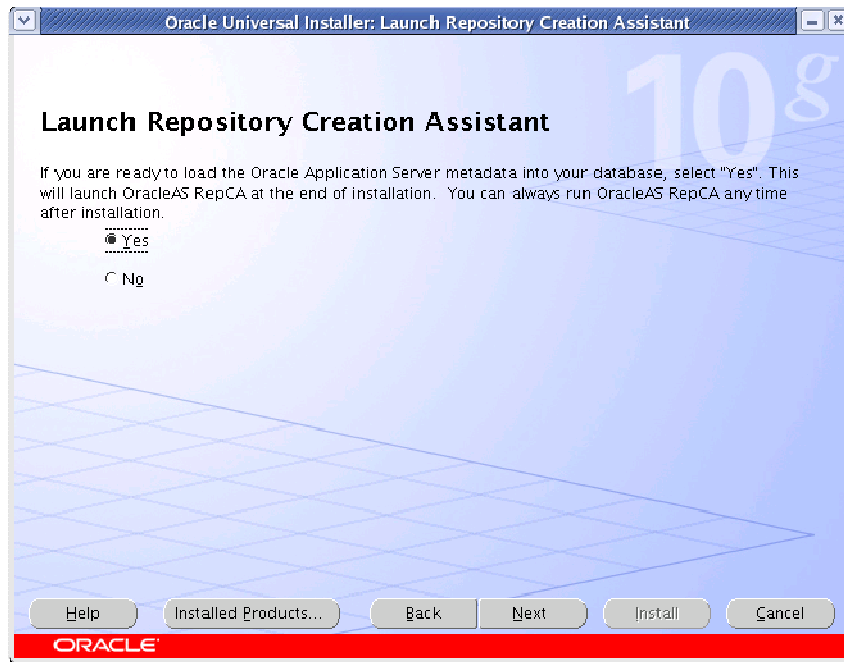 Oracle Universal Installer: Launch Repository Creation Assistant
10g
Launch Repository Creation Assistant
If you are ready to load the Oracle Application Server metadata into your database, select "Yes". This
will launch OracleAS RepCA at the end of installation. You can always run OracleAS RepCA any time
after installation.
Yes
No
Help
Installed Products...
Back
Next
Install
Cancel
ORACLE